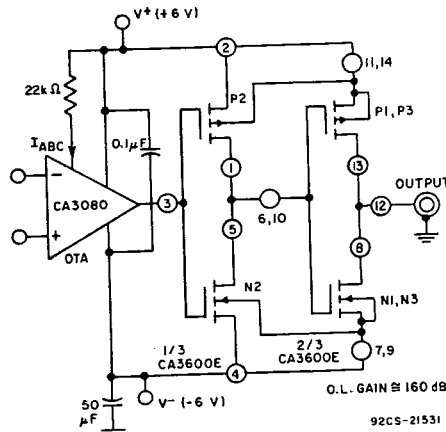 V⁺ (+6 V)
2
11,14
22kΩ
P2
P1, P3
I_ABC
0.1μF
1
13
−
CA3080
3
6,10
12
OUTPUT
+
OTA
5
8
N2
N1, N3
1/3
CA3600E
2/3
CA3600E
4
7,9
50
μF
V⁻ (−6 V)
O.L. GAIN ≅ 160 dB
92CS-21531